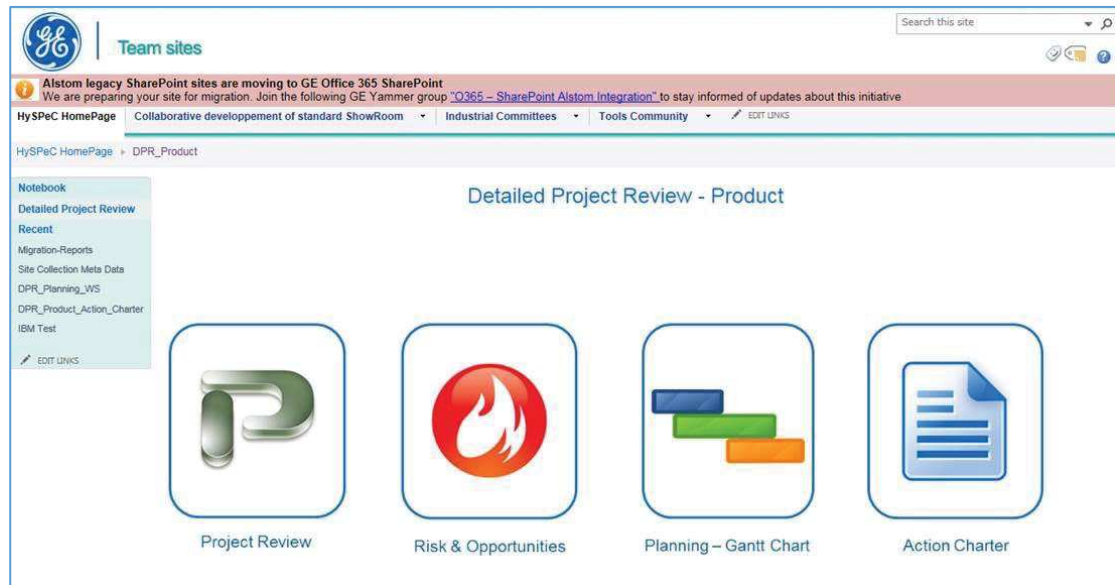 Search this site
GE
Team sites
Alstom legacy SharePoint sites are moving to GE Office 365 SharePoint
We are preparing your site for migration. Join the following GE Yammer group "O365 – SharePoint Alstom Integration" to stay informed of updates about this initiative
HySPeC HomePage Collaborative developpement of standard ShowRoom Industrial Committees Tools Community EDIT LINKS
HySPeC HomePage DPR_Product
Notebook
Detailed Project Review
Recent
Migration-Reports
Site Collection Meta Data
DPR_Planning_WS
DPR_Product_Action_Charter
IBM Test
EDIT LINKS
Detailed Project Review - Product
Project Review
Risk & Opportunities
Planning – Gantt Chart
Action Charter